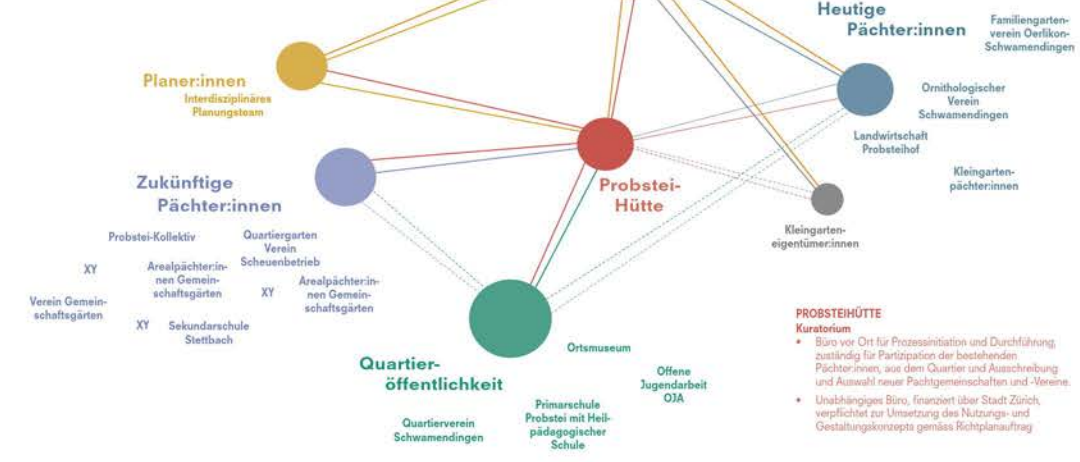 Heutige
Pächter:innen
Familiengarten-
verein Oerlikon-
Schwamendingen
Ornithologischer
Verein
Schwamendingen
Landwirtschaft
Probsteihof
Kleingarten-
pächter:innen
Planer:innen
Interdisziplinäres
Planungsteam
Probstei-
Hütte
Kleingarten-
eigentümer:innen
Zukünftige
Pächter:innen
Probstei-Kollektiv
Quartiergarten
Verein
Scheuenbetrieb
XY
Arealpächter:in-
nen Gemein-
schaftsgärten
XY
Arealpächter:in-
nen Gemein-
schaftsgärten
Verein Gemein-
schaftsgärten
XY
Sekundarschule
Stettbach
Quartier-
öffentlichkeit
Ortsmuseum
Offene
Jugendarbeit
OJA
Primarschule
Probstei mit Heil-
pädagogischer
Schule
Quartierverein
Schwamendingen
PROBSTEIHÜTTE
Kuratorium
• Büro vor Ort für Prozessinitiation und Durchführung,
zuständig für Partizipation der bestehenden
Pächter:innen, aus dem Quartier und Ausschreibung
und Auswahl neuer Pachtgemeinschaften und -Vereine.
• Unabhängiges Büro, finanziert über Stadt Zürich,
verpflichtet zur Umsetzung des Nutzungs- und
Gestaltungskonzepts gemäss Richtplanauftrag